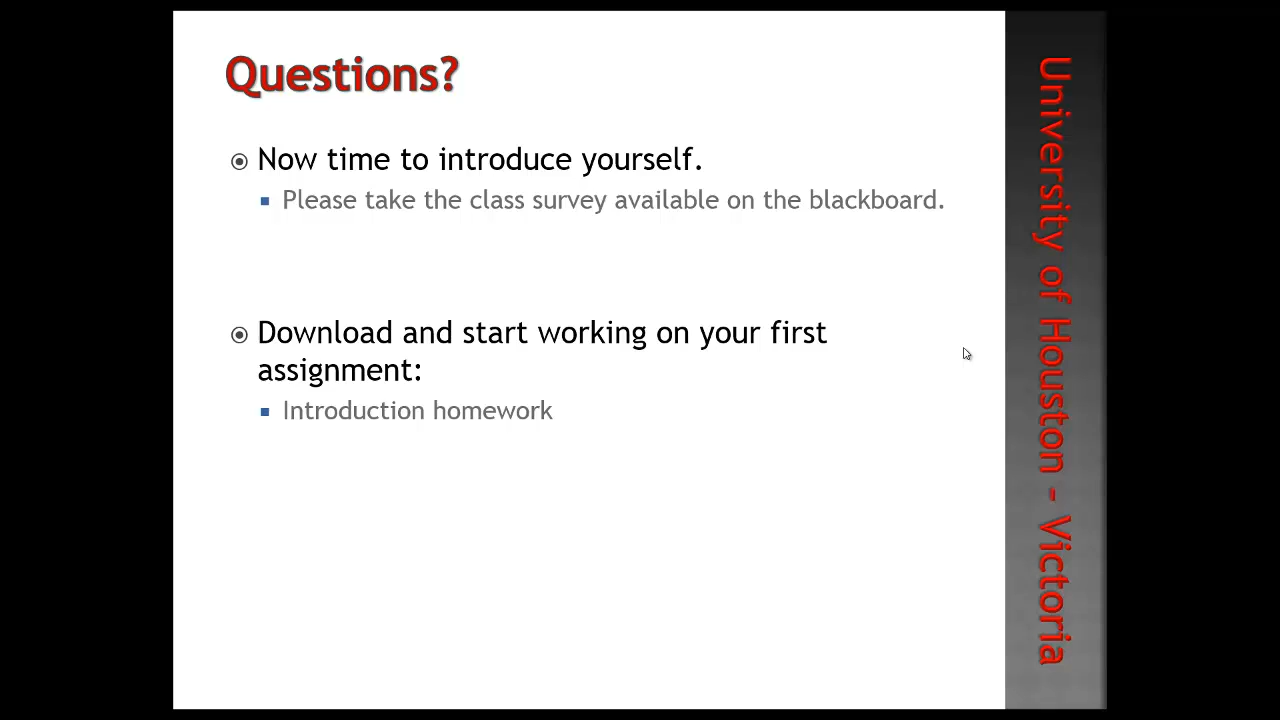 Questions?
Now time to introduce yourself.
Please take the class survey available on the blackboard.
Download and start working on your first
assignment:
Introduction homework
University of Houston - Victoria